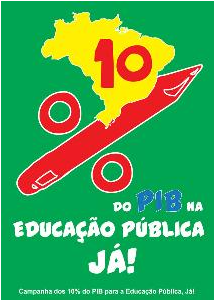 10
DO PIB NA
EDUCAÇÃO PÚBLICA
JÁ!
Campanha dos 10% do PIB para a Educação Pública, Já!